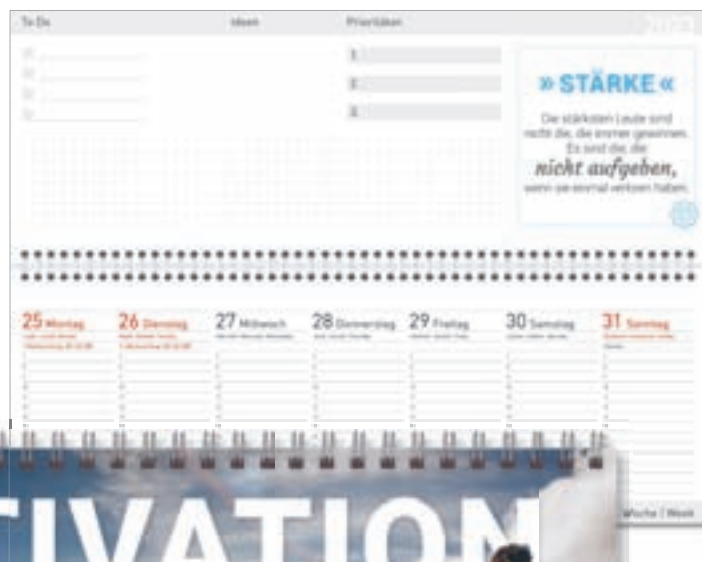 To Do Ideen Prioritäten
1
2
3
» STÄRKE «
Die stärksten Leute sind
nicht die, die immer gewinnen.
Es sind die, die
nicht aufgeben,
wenn sie einmal verloren haben.
25 Montag 26 Dienstag 27 Mittwoch 28 Donnerstag 29 Freitag 30 Samstag 31 Sonntag
Woche | Week
TIVATION